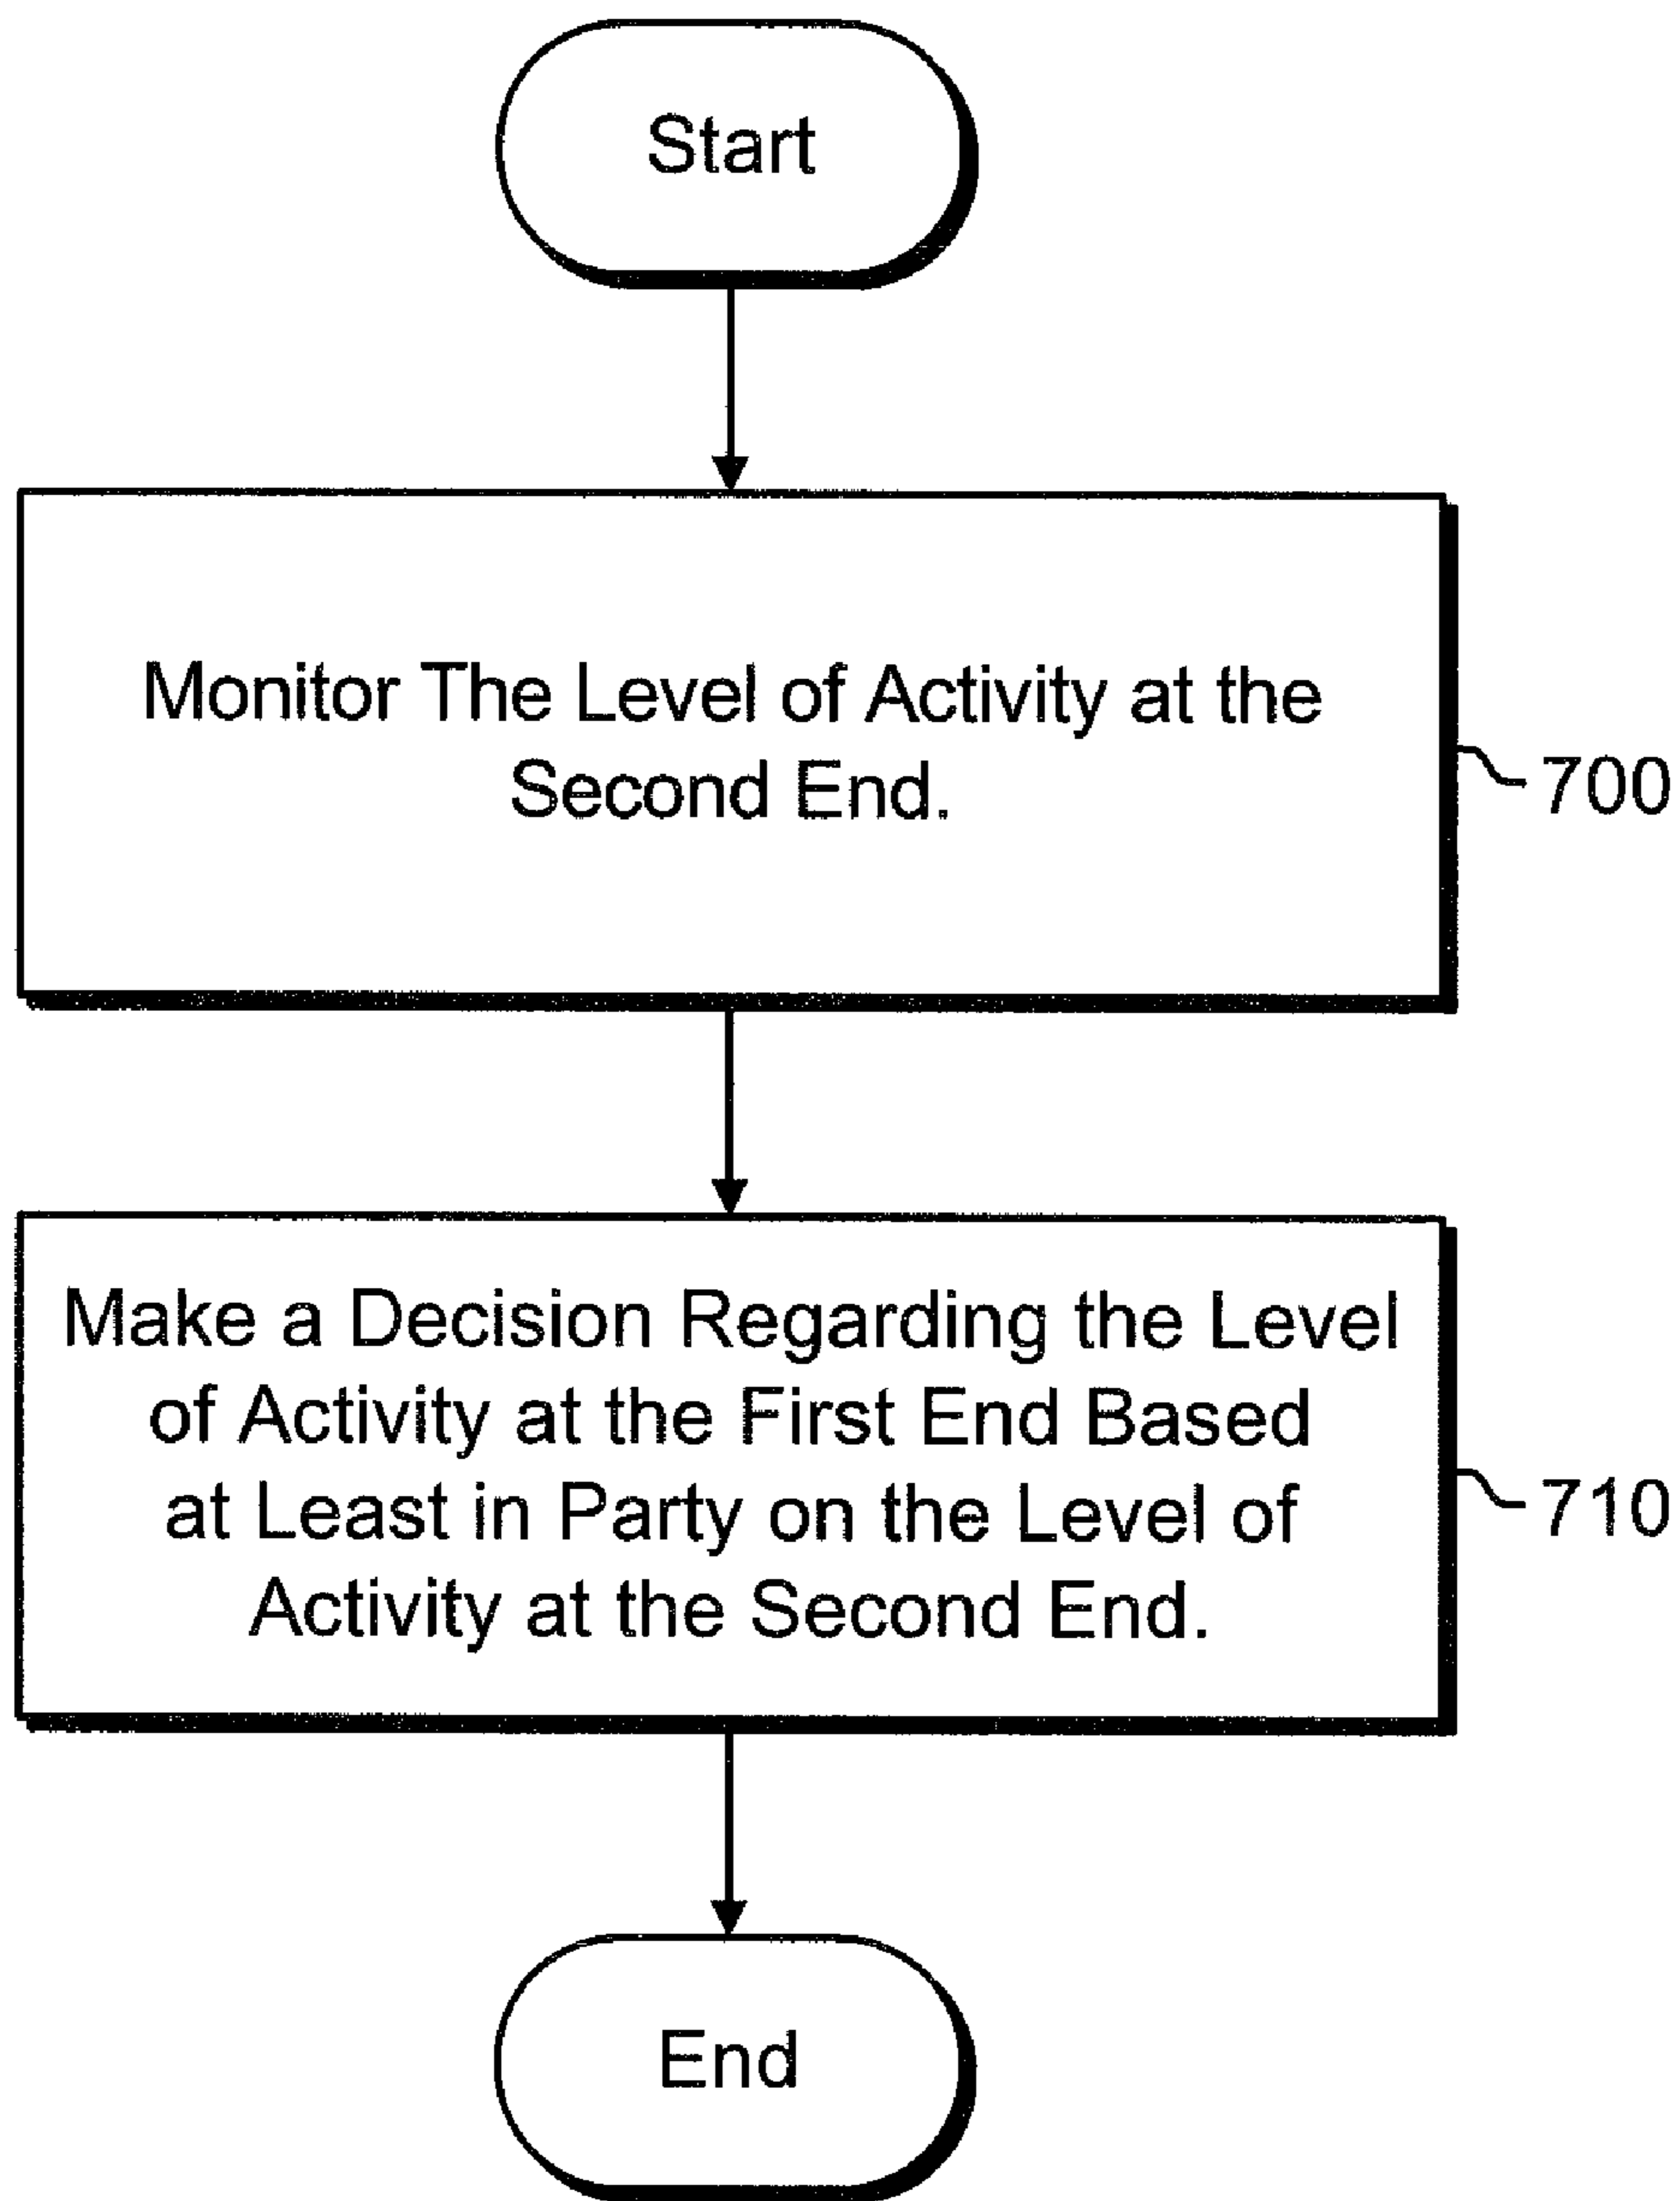 Start
Monitor The Level of Activity at the
Second End.
700
Make a Decision Regarding the Level
of Activity at the First End Based
at Least in Party on the Level of
Activity at the Second End.
710
End